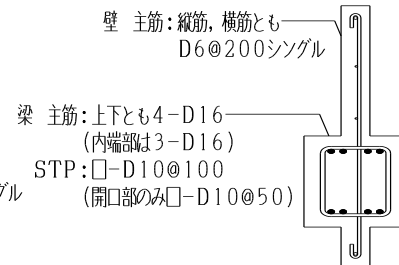 壁 主筋：縦筋，横筋とも
D6@200シングル
梁 主筋：上下とも4－D16
(内端部は3－D16)
STP：□－D10@100
グル
(開口部のみ□－D10@50)